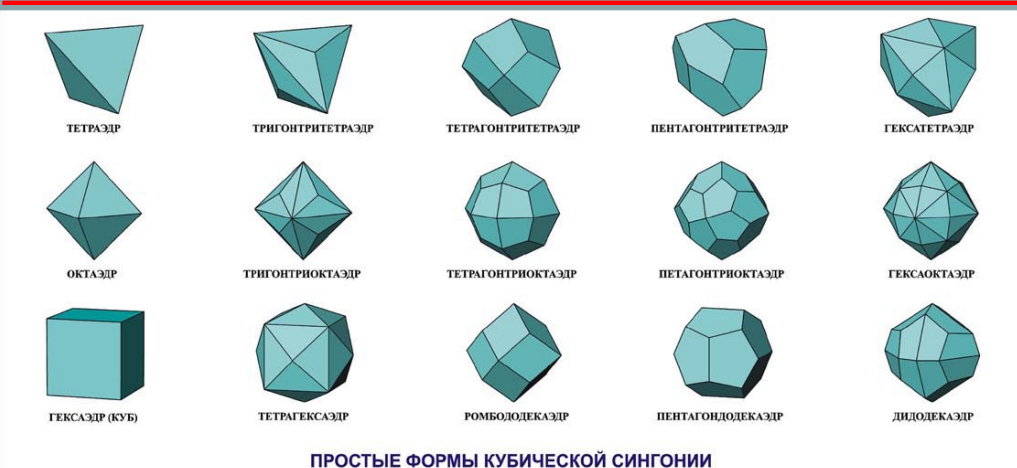 ТЕТРАЭДР
ТРИГОНТРИТЕТРАЭДР
ТЕТРАГОНТРИТЕТРАЭДР
ПЕНТАГОНТРИТЕТРАЭДР
ГЕКСАТЕТРАЭДР
ОКТАЭДР
ТРИГОНТРИОКТАЭДР
ТЕТРАГОНТРИОКТАЭДР
ПЕТАГОНТРИОКТАЭДР
ГЕКСАОКТАЭДР
ГЕКСАЭДР (КУБ)
ТЕТРАГЕКСАЭДР
РОМБОДОДЕКАЭДР
ПЕНТАГОНДОДЕКАЭДР
ДИДОДЕКАЭДР
ПРОСТЫЕ ФОРМЫ КУБИЧЕСКОЙ СИНГОНИИ